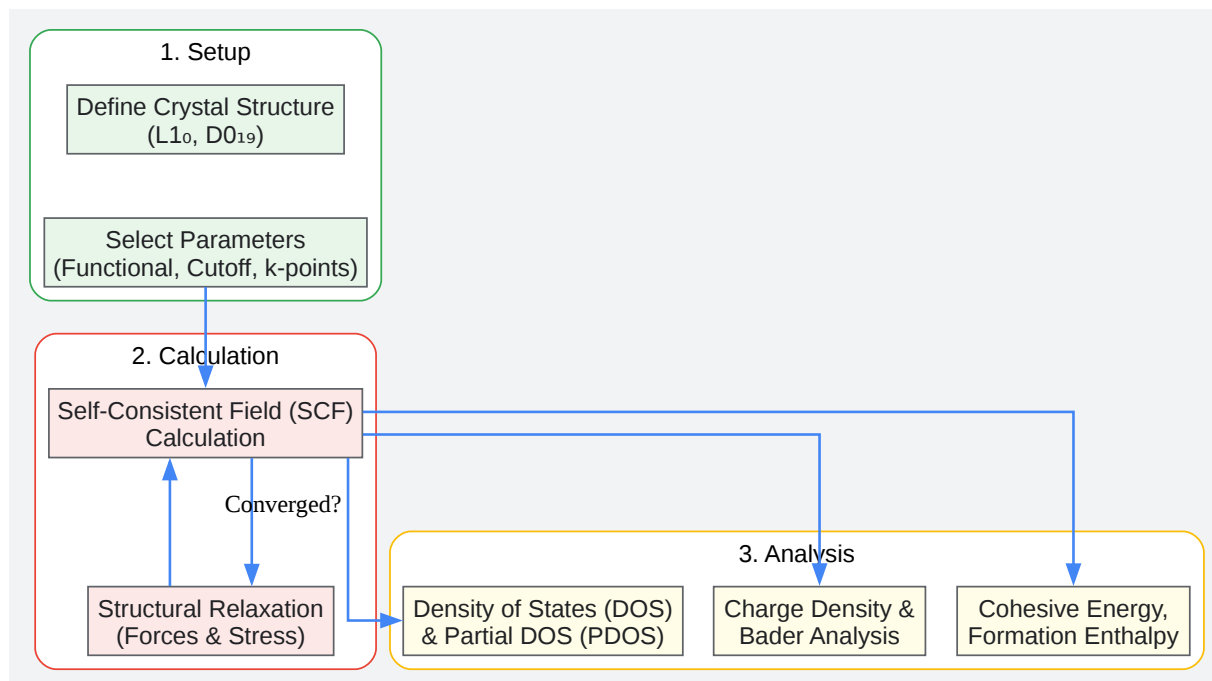 1. Setup
Define Crystal Structure
(L1₀, D0₁₉)
Select Parameters
(Functional, Cutoff, k-points)
2. Calculation
Self-Consistent Field (SCF)
Calculation
Converged?
Structural Relaxation
(Forces & Stress)
3. Analysis
Density of States (DOS)
& Partial DOS (PDOS)
Charge Density &
Bader Analysis
Cohesive Energy,
Formation Enthalpy